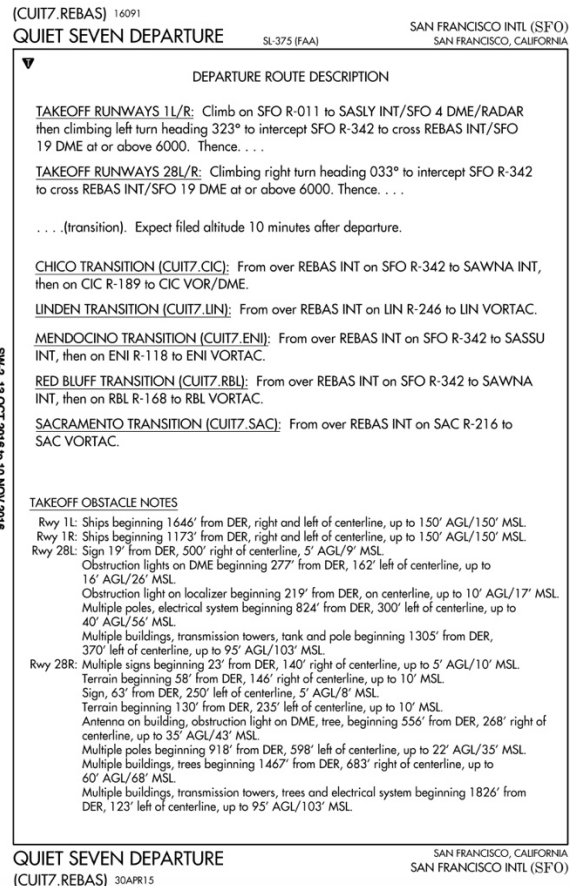 (CUIT7.REBAS) 16091
QUIET SEVEN DEPARTURE
SL-375 (FAA)
SAN FRANCISCO INTL (SFO)
SAN FRANCISCO, CALIFORNIA
T
DEPARTURE ROUTE DESCRIPTION
TAKEOFF RUNWAYS 1L/R: Climb on SFO R-011 to SASLY INT/SFO 4 DME/RADAR
then climbing left turn heading 323° to intercept SFO R-342 to cross REBAS INT/SFO
19 DME at or above 6000. Thence. . . .
TAKEOFF RUNWAYS 28L/R: Climbing right turn heading 033° to intercept SFO R-342
to cross REBAS INT/SFO 19 DME at or above 6000. Thence. . . .
. . . .(transition). Expect filed altitude 10 minutes after departure.
CHICO TRANSITION (CUIT7.CIC): From over REBAS INT on SFO R-342 to SAWNA INT,
then on CIC R-189 to CIC VOR/DME.
LINDEN TRANSITION (CUIT7.LIN): From over REBAS INT on LIN R-246 to LIN VORTAC.
MENDOCINO TRANSITION (CUIT7.ENI): From over REBAS INT on SFO R-342 to SASSU
INT, then on ENI R-118 to ENI VORTAC.
RED BLUFF TRANSITION (CUIT7.RBL): From over REBAS INT on SFO R-342 to SAWNA
INT, then on RBL R-168 to RBL VORTAC.
SACRAMENTO TRANSITION (CUIT7.SAC): From over REBAS INT on SAC R-216 to
SAC VORTAC.
SW-2, 13 OCT 2016 to 10 NOV 2016
TAKEOFF OBSTACLE NOTES
Rwy 1L: Ships beginning 1646' from DER, right and left of centerline, up to 150' AGL/150' MSL.
Rwy 1R: Ships beginning 1173' from DER, right and left of centerline, up to 150' AGL/150' MSL.
Rwy 28L: Sign 19' from DER, 500' right of centerline, 5' AGL/9' MSL.
Obstruction lights on DME beginning 277' from DER, 162' left of centerline, up to
16' AGL/26' MSL.
Obstruction light on localizer beginning 219' from DER, on centerline, up to 10' AGL/17' MSL.
Multiple poles, electrical system beginning 824' from DER, 300' left of centerline, up to
40' AGL/56' MSL.
Multiple buildings, transmission towers, tank and pole beginning 1305' from DER,
370' left of centerline, up to 95' AGL/103' MSL.
Rwy 28R: Multiple signs beginning 23' from DER, 140' right of centerline, up to 5' AGL/10' MSL.
Terrain beginning 58' from DER, 146' right of centerline, up to 10' MSL.
Sign, 63' from DER, 250' left of centerline, 5' AGL/8' MSL.
Terrain beginning 130' from DER, 235' left of centerline, up to 10' MSL.
Antenna on building, obstruction light on DME, tree, beginning 556' from DER, 268' right of
centerline, up to 35' AGL/43' MSL.
Multiple poles beginning 918' from DER, 598' left of centerline, up to 22' AGL/35' MSL.
Multiple buildings, trees beginning 1467' from DER, 683' right of centerline, up to
60' AGL/68' MSL.
Multiple buildings, transmission towers, trees and electrical system beginning 1826' from
DER, 123' left of centerline, up to 95' AGL/103' MSL.
QUIET SEVEN DEPARTURE
(CUIT7.REBAS) 30APR15
SAN FRANCISCO, CALIFORNIA
SAN FRANCISCO INTL (SFO)